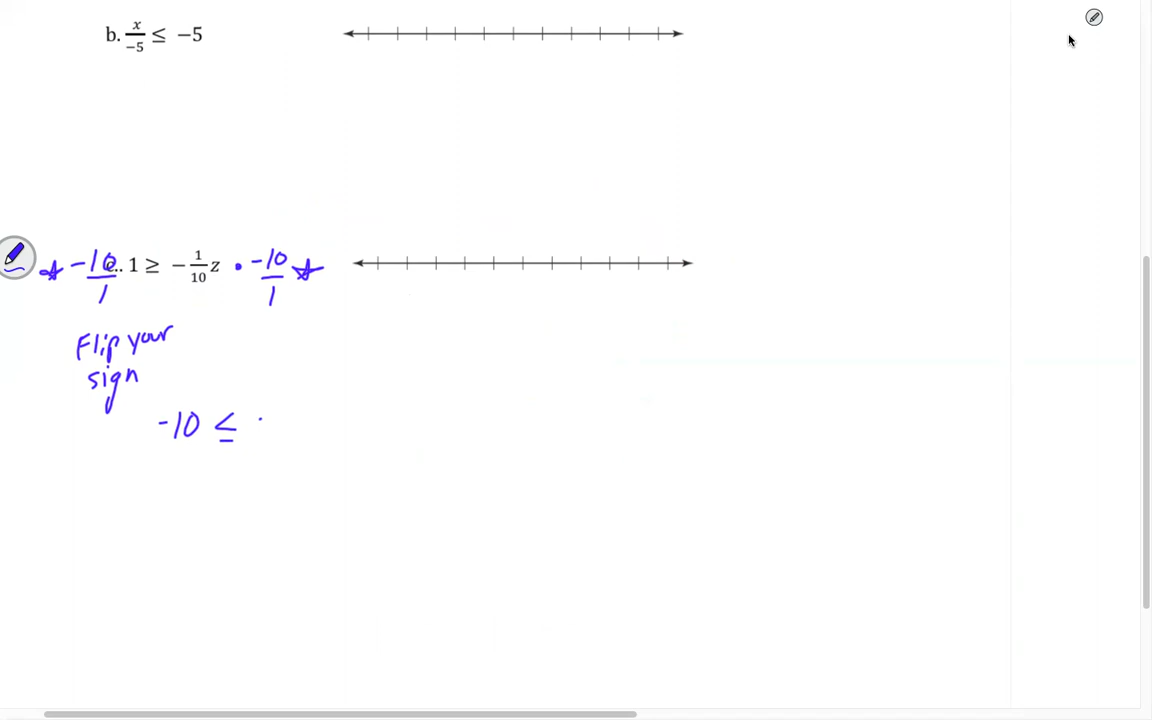 b. x/-5 ≤ −5
-10/1 c. 1 ≥ −1/10 z • -10/1
Flip your
sign
-10 ≤